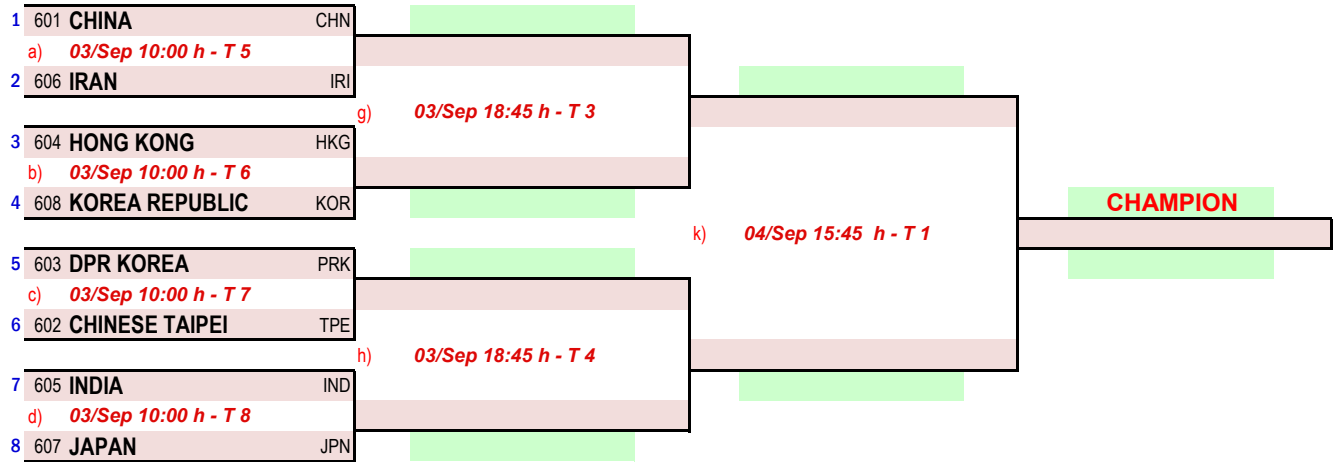 1 601 CHINA CHN
a) 03/Sep 10:00 h - T 5
2 606 IRAN IRI
g) 03/Sep 18:45 h - T 3
3 604 HONG KONG HKG
b) 03/Sep 10:00 h - T 6
4 608 KOREA REPUBLIC KOR
CHAMPION
k) 04/Sep 15:45 h - T 1
5 603 DPR KOREA PRK
c) 03/Sep 10:00 h - T 7
6 602 CHINESE TAIPEI TPE
h) 03/Sep 18:45 h - T 4
7 605 INDIA IND
d) 03/Sep 10:00 h - T 8
8 607 JAPAN JPN